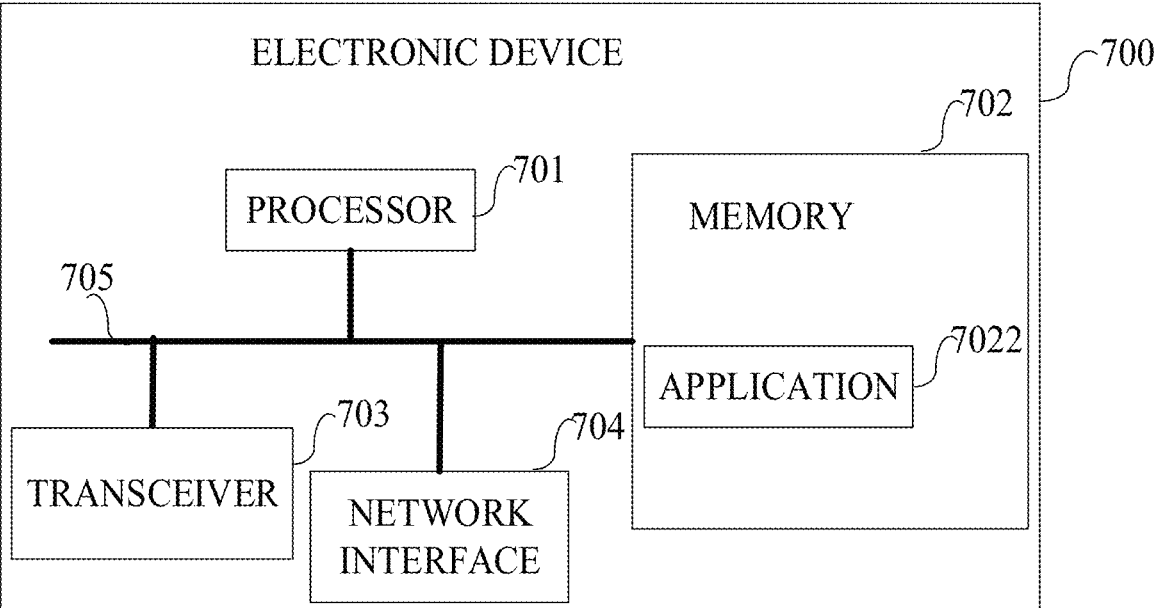 ELECTRONIC DEVICE
700
702
701
PROCESSOR
MEMORY
705
7022
APPLICATION
703
704
TRANSCEIVER
NETWORK
INTERFACE